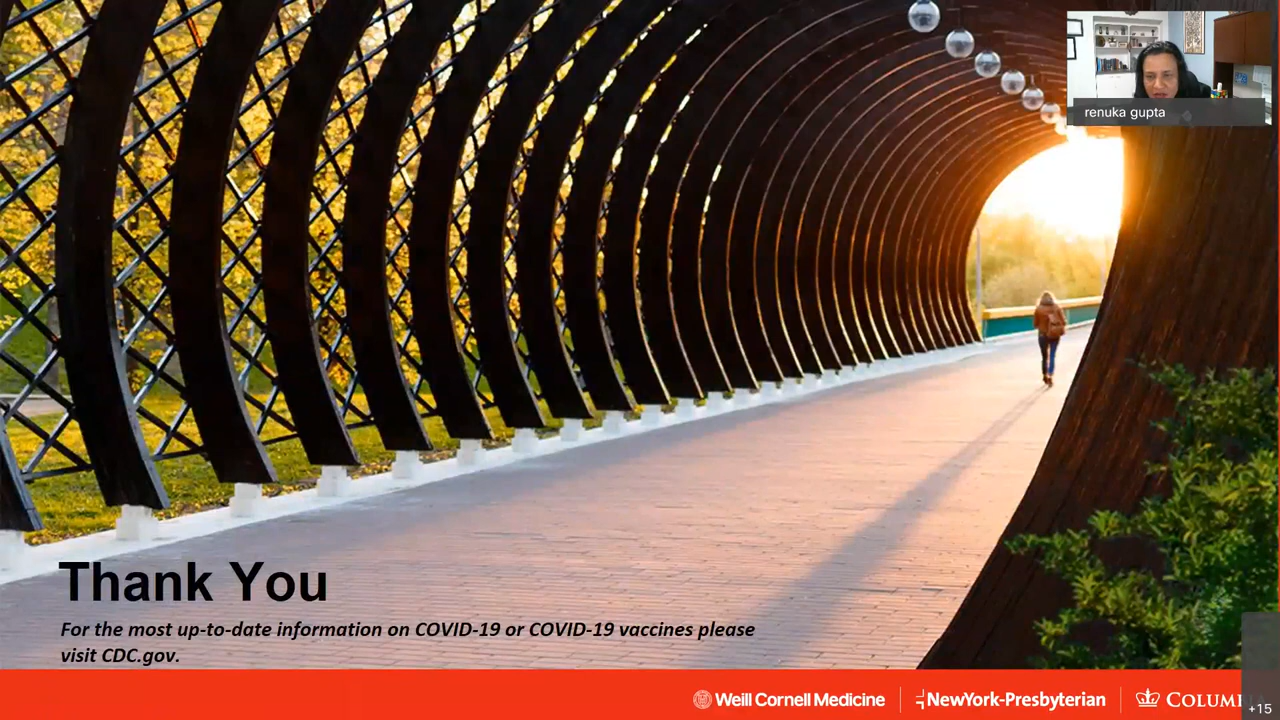 renuka gupta
Thank You
For the most up-to-date information on COVID-19 or COVID-19 vaccines please
visit CDC.gov.
Weill Cornell Medicine
NewYork-Presbyterian
+15